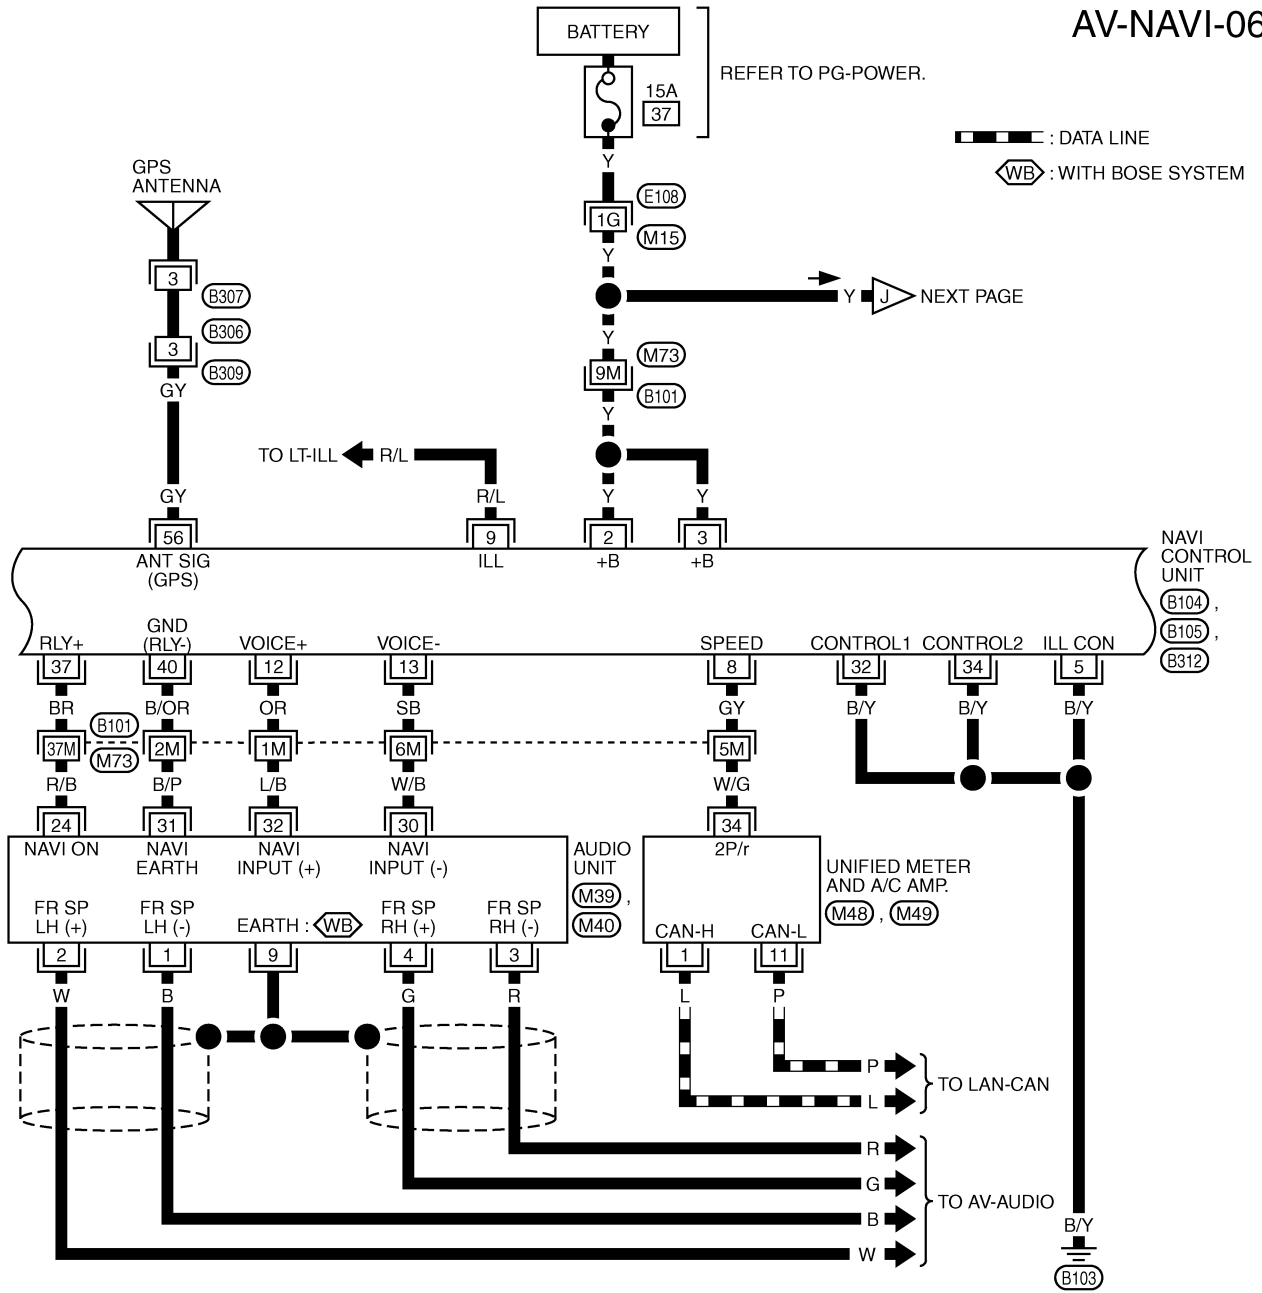 AV-NAVI-06
BATTERY
REFER TO PG-POWER.
15A
37
: DATA LINE
WB : WITH BOSE SYSTEM
GPS
ANTENNA
Y
E108
1G
M15
Y
3
B307
Y J NEXT PAGE
B306
Y
3
B309
M73
9M
B101
GY
Y
TO LT-ILL R/L
GY R/L Y Y
56 9 2 3
ANT SIG
(GPS)
ILL +B +B
NAVI
CONTROL
UNIT
B104 ,
B105 ,
B312
RLY+
GND
(RLY-)
VOICE+ VOICE- SPEED CONTROL1 CONTROL2 ILL CON
37 40 12 13 8 32 34 5
BR B/OR OR SB GY B/Y B/Y B/Y
B101
37M 2M 1M 6M 5M
M73
R/B B/P L/B W/B W/G
24 31 32 30 34
NAVI ON
NAVI
EARTH
NAVI
INPUT (+)
NAVI
INPUT (-)
2P/r
AUDIO
UNIT
M39 ,
M40
UNIFIED METER
AND A/C AMP.
M48 , M49
FR SP
LH (+)
FR SP
LH (-)
EARTH : WB
FR SP
RH (+)
FR SP
RH (-)
CAN-H CAN-L
2 1 9 4 3 1 11
W B G R L P
P
TO LAN-CAN
L
R
G
TO AV-AUDIO
B
B/Y
W
B103